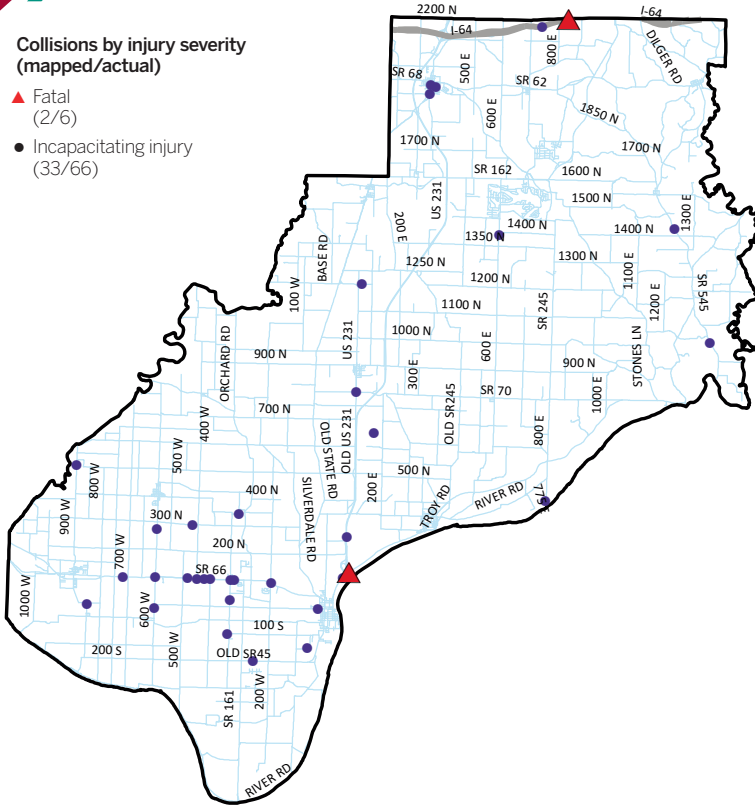 2200 N
I-64
I-64
Collisions by injury severity
(mapped/actual)
Fatal
(2/6)
Incapacitating injury
(33/66)
800 E
500 E
DILGER RD
SR 68
SR 62
600 E
1850 N
1700 N
1700 N
SR 162
1600 N
1500 N
US 231
200 E
1300 E
1400 N
1400 N
1350 N
BASE RD
1250 N
1300 N
1100 E
1200 N
100 W
SR 545
1200 E
1100 N
SR 245
1000 N
US 231
600 E
STONES LN
ORCHARD RD
900 N
900 N
300 E
SR 70
1000 E
700 N
400 W
OLD SR245
OLD US 231
OLD STATE RD
800 E
500 W
500 N
800 W
200 E
400 N
775 E
RIVER RD
TROY RD
900 W
SILVERDALE RD
300 N
200 N
700 W
SR 66
1000 W
600 W
100 S
500 W
200 S
OLD SR45
200 W
SR 161
RIVER RD